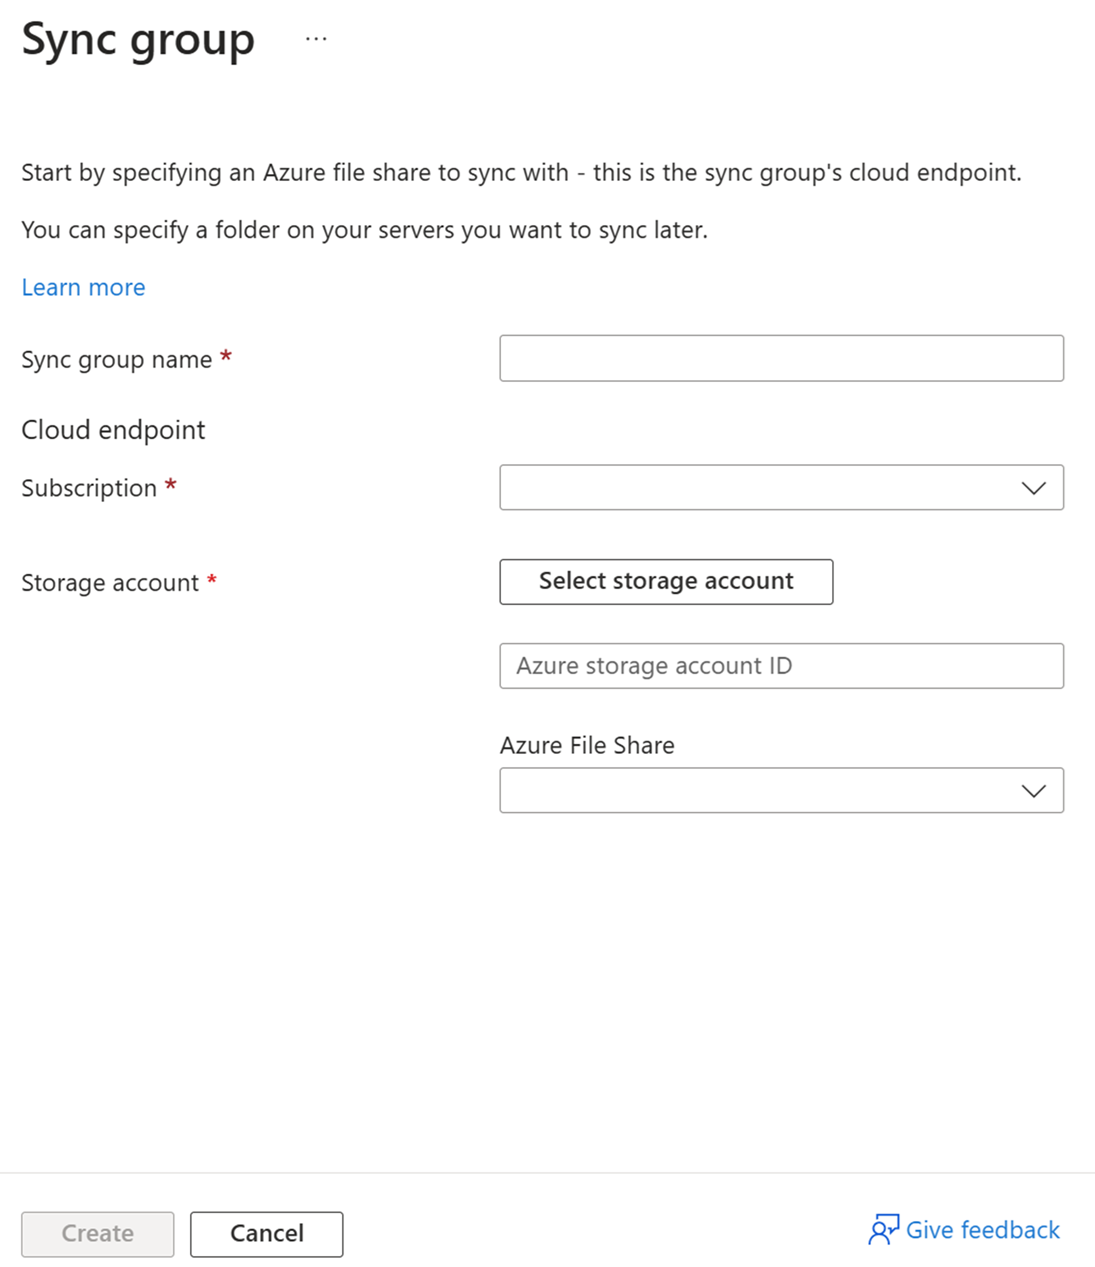 Sync group ...
Start by specifying an Azure file share to sync with - this is the sync group's cloud endpoint.
You can specify a folder on your servers you want to sync later.
Learn more
Sync group name *
Cloud endpoint
Subscription *
Storage account *
Select storage account
Azure storage account ID
Azure File Share
Create
Cancel
Give feedback